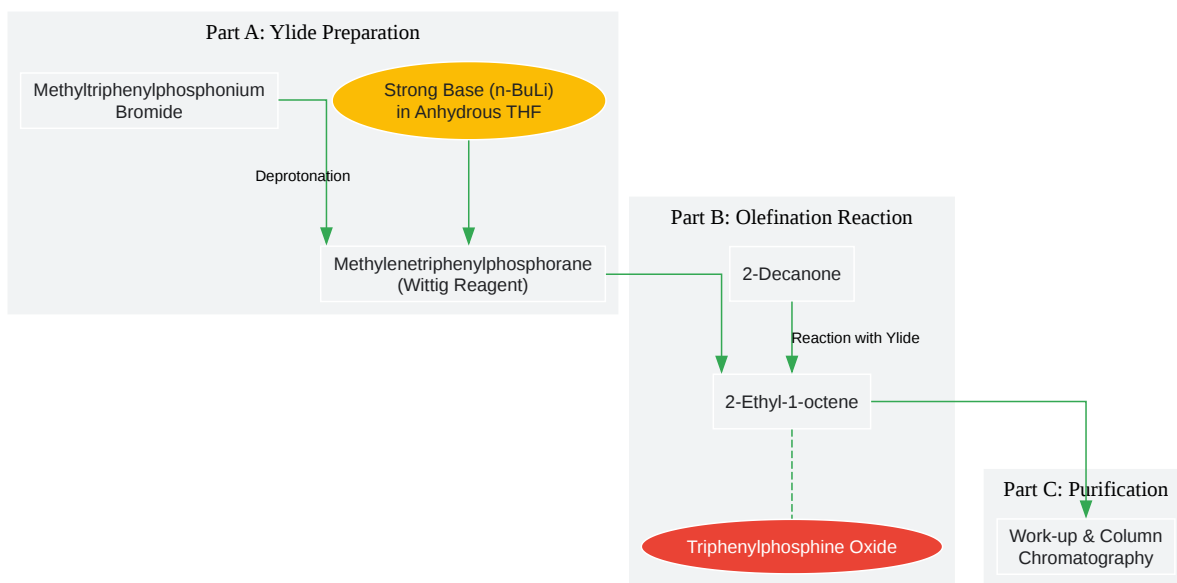 Part A: Ylide Preparation
Methyltriphenylphosphonium
Bromide
Strong Base (n-BuLi)
in Anhydrous THF
Deprotonation
Methylenetriphenylphosphorane
(Wittig Reagent)
Part B: Olefination Reaction
2-Decanone
Reaction with Ylide
2-Ethyl-1-octene
Triphenylphosphine Oxide
Part C: Purification
Work-up & Column
Chromatography